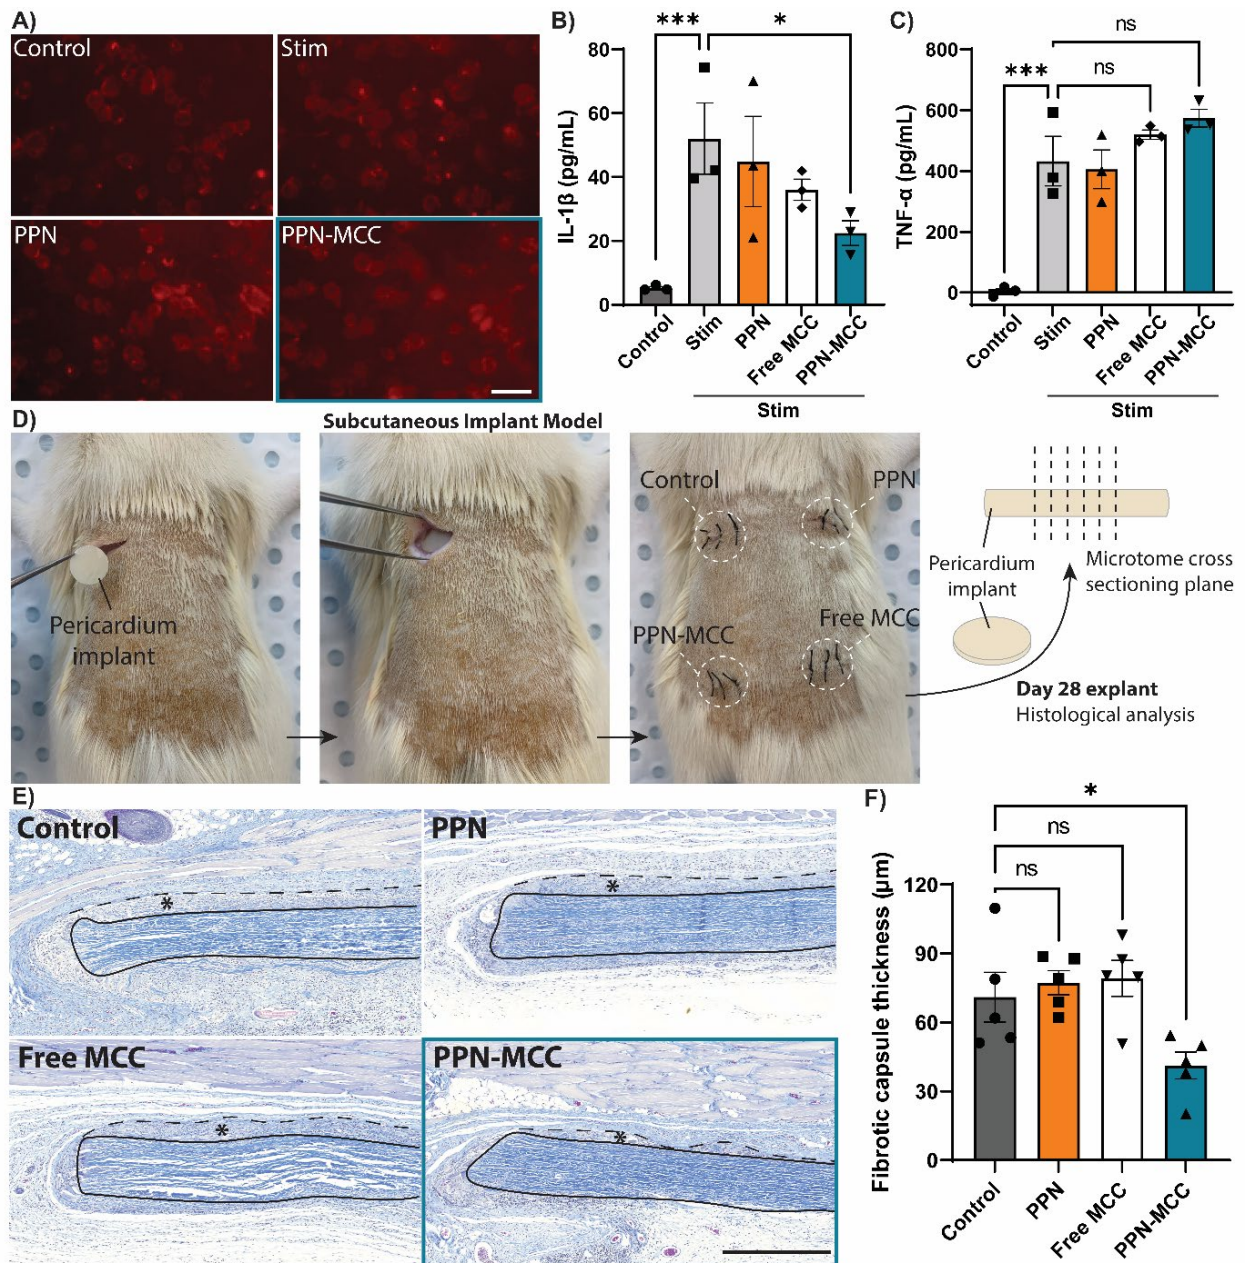 A)
Control
Stim
PPN
PPN-MCC
B)
***
*
80
60
40
20
0
IL-1β (pg/mL)
Control
Stim
PPN
Free MCC
PPN-MCC
Stim
C)
ns
ns
***
800
600
400
200
0
TNF-α (pg/mL)
Control
Stim
PPN
Free MCC
PPN-MCC
Stim
D)
Subcutaneous Implant Model
Pericardium
implant
Control
PPN
PPN-MCC
Free MCC
Pericardium
implant
Microtome cross
sectioning plane
Day 28 explant
Histological analysis
E)
Control
*
PPN
*
Free MCC
*
PPN-MCC
*
F)
*
ns
ns
120
90
60
30
0
Fibrotic capsule thickness (μm)
Control
PPN
Free MCC
PPN-MCC